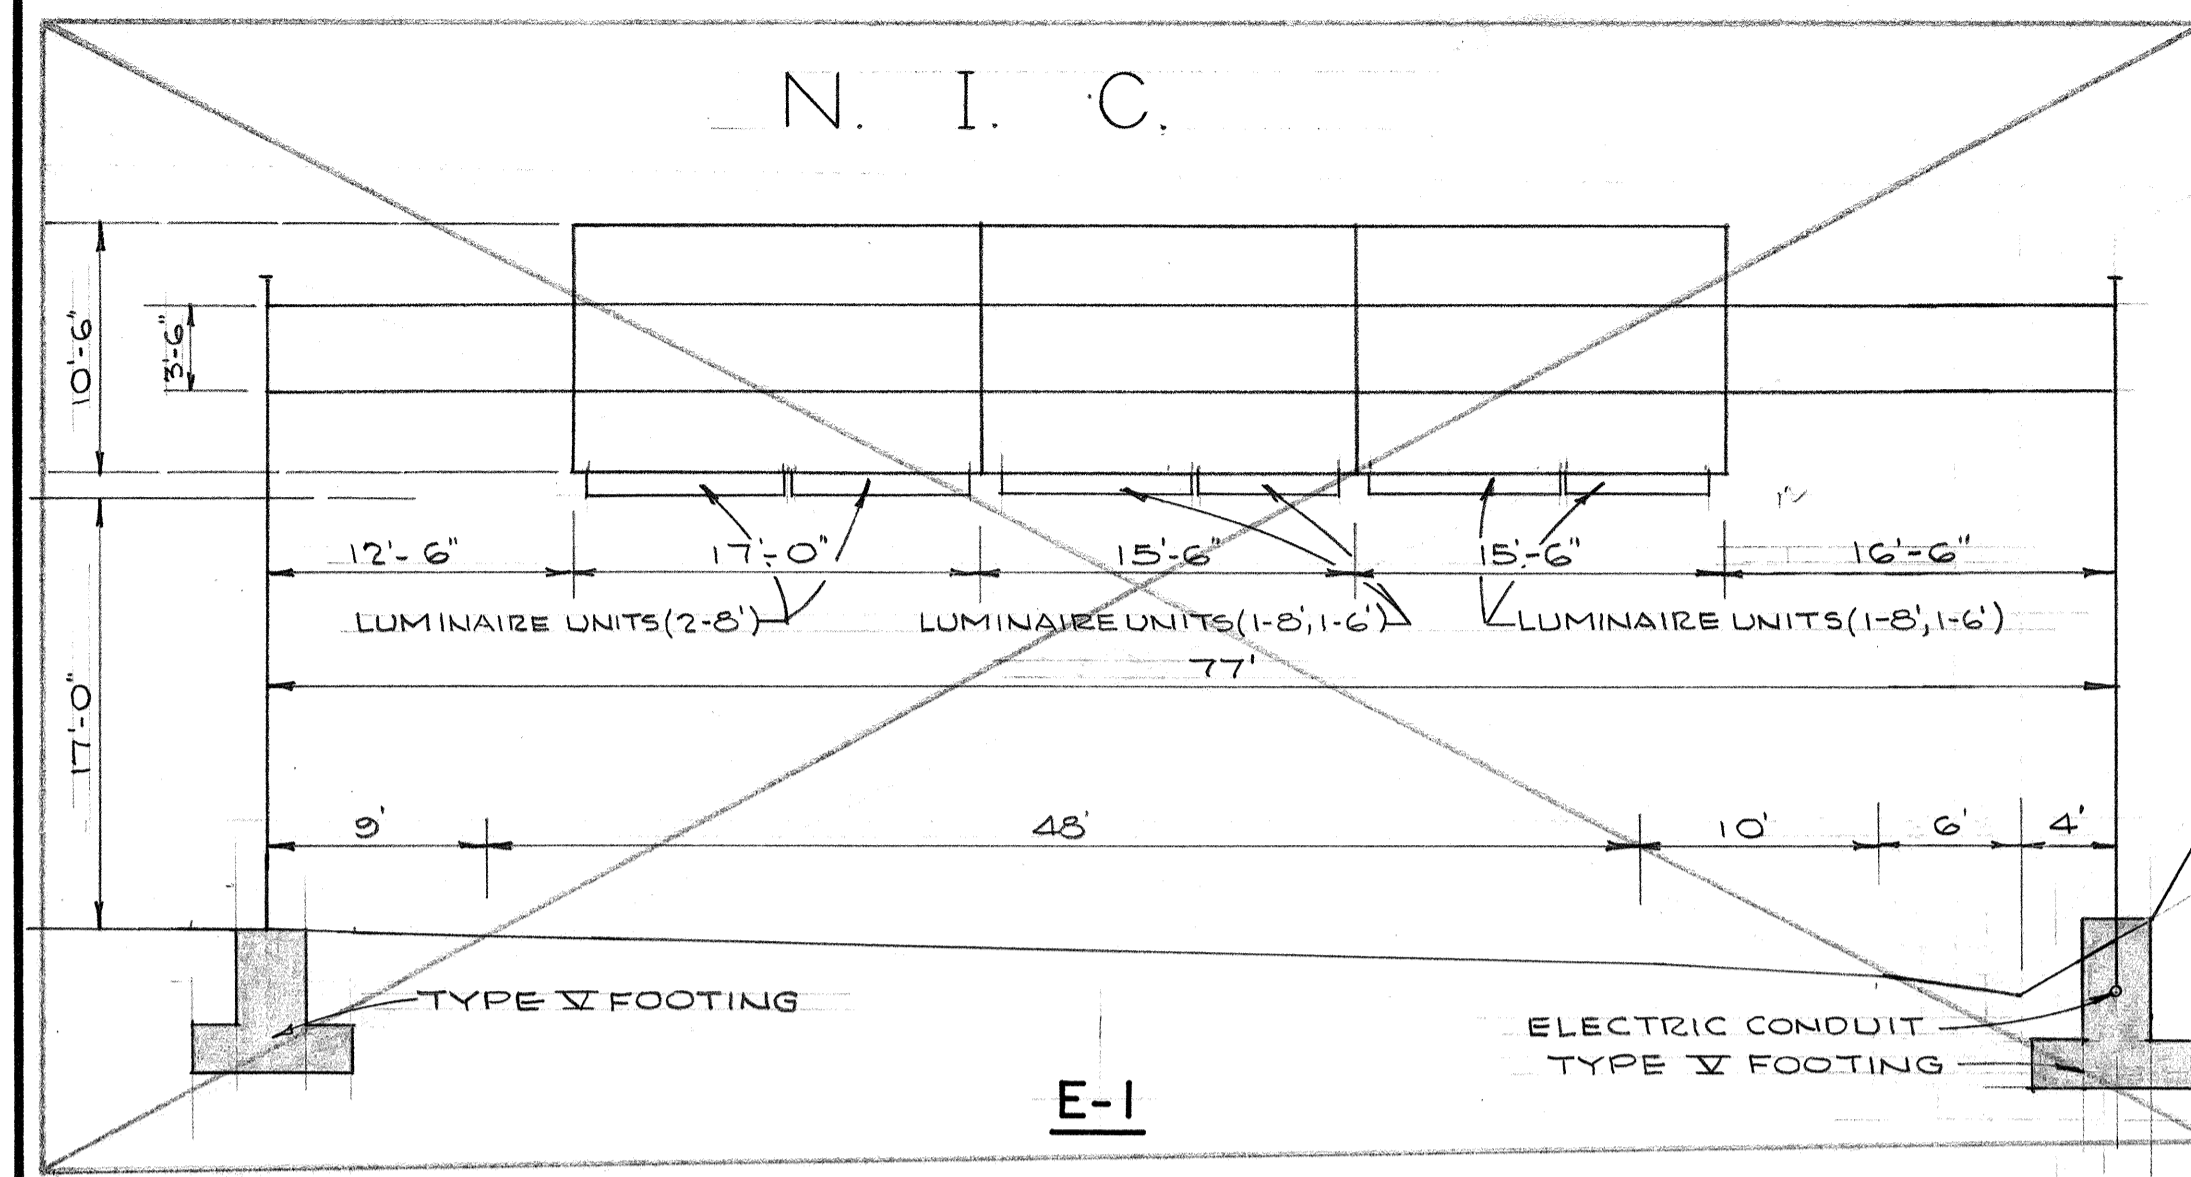 N. I. C.
10'-6"
3'-6"
12'-6" 17'-0" 15'-6" 15'-6" 16'-6"
LUMINAIRE UNITS(2-8') LUMINAIRE UNITS(1-8',1-6') LUMINAIRE UNITS(1-8',1-6')
77'
17'-0"
9' 48' 10' 6' 4'
TYPE V FOOTING
ELECTRIC CONDUIT
TYPE V FOOTING
E-1